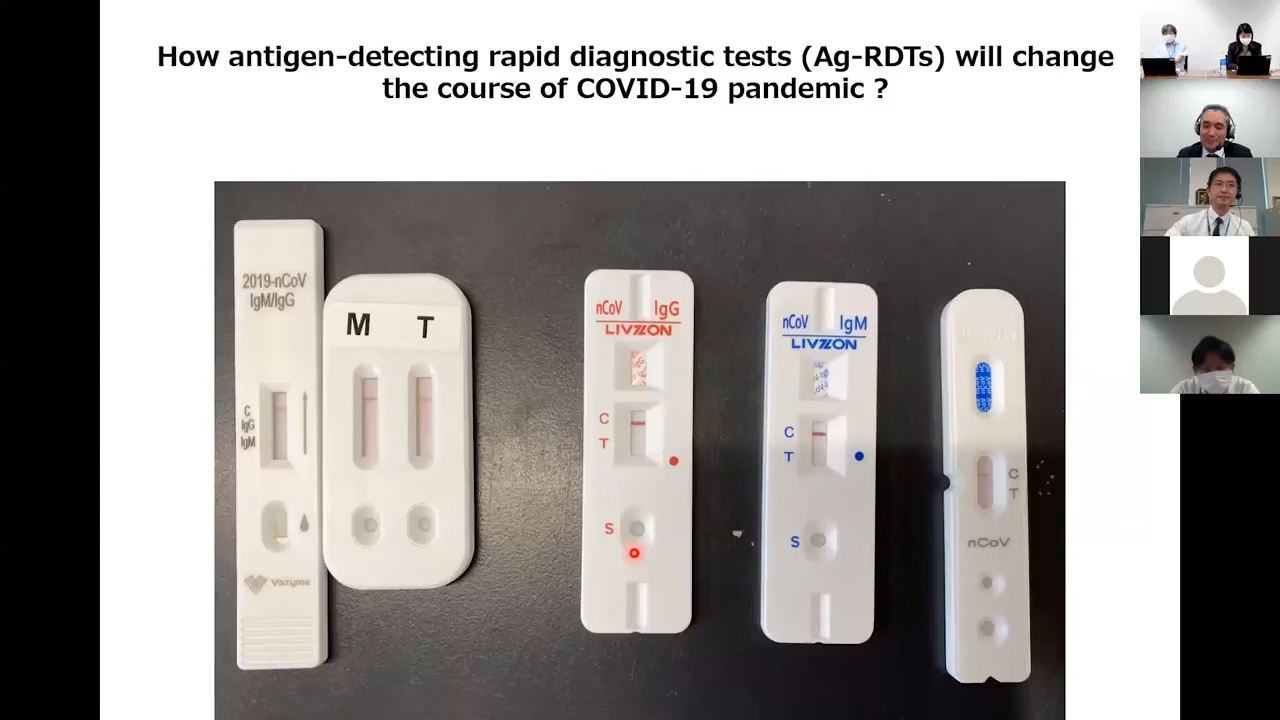 How antigen-detecting rapid diagnostic tests (Ag-RDTs) will change
the course of COVID-19 pandemic ?
2019-nCoV
IgM/IgG
C
IgG
IgM
Vazyme
M T
nCoV IgG
LIVZON
C
T
S
nCoV IgM
LIVZON
C
T
S
C
T
nCoV